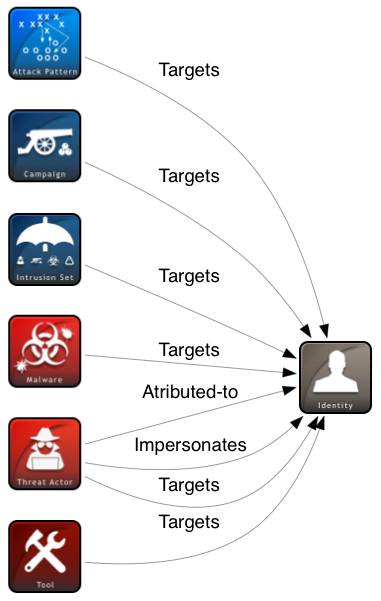 x x x
x x x x
x
Attack Pattern
Targets
Campaign
Targets
Intrusion Set
Targets
Malware
Targets
Identity
Atributed-to
Impersonates
Threat Actor
Targets
Targets
Tool